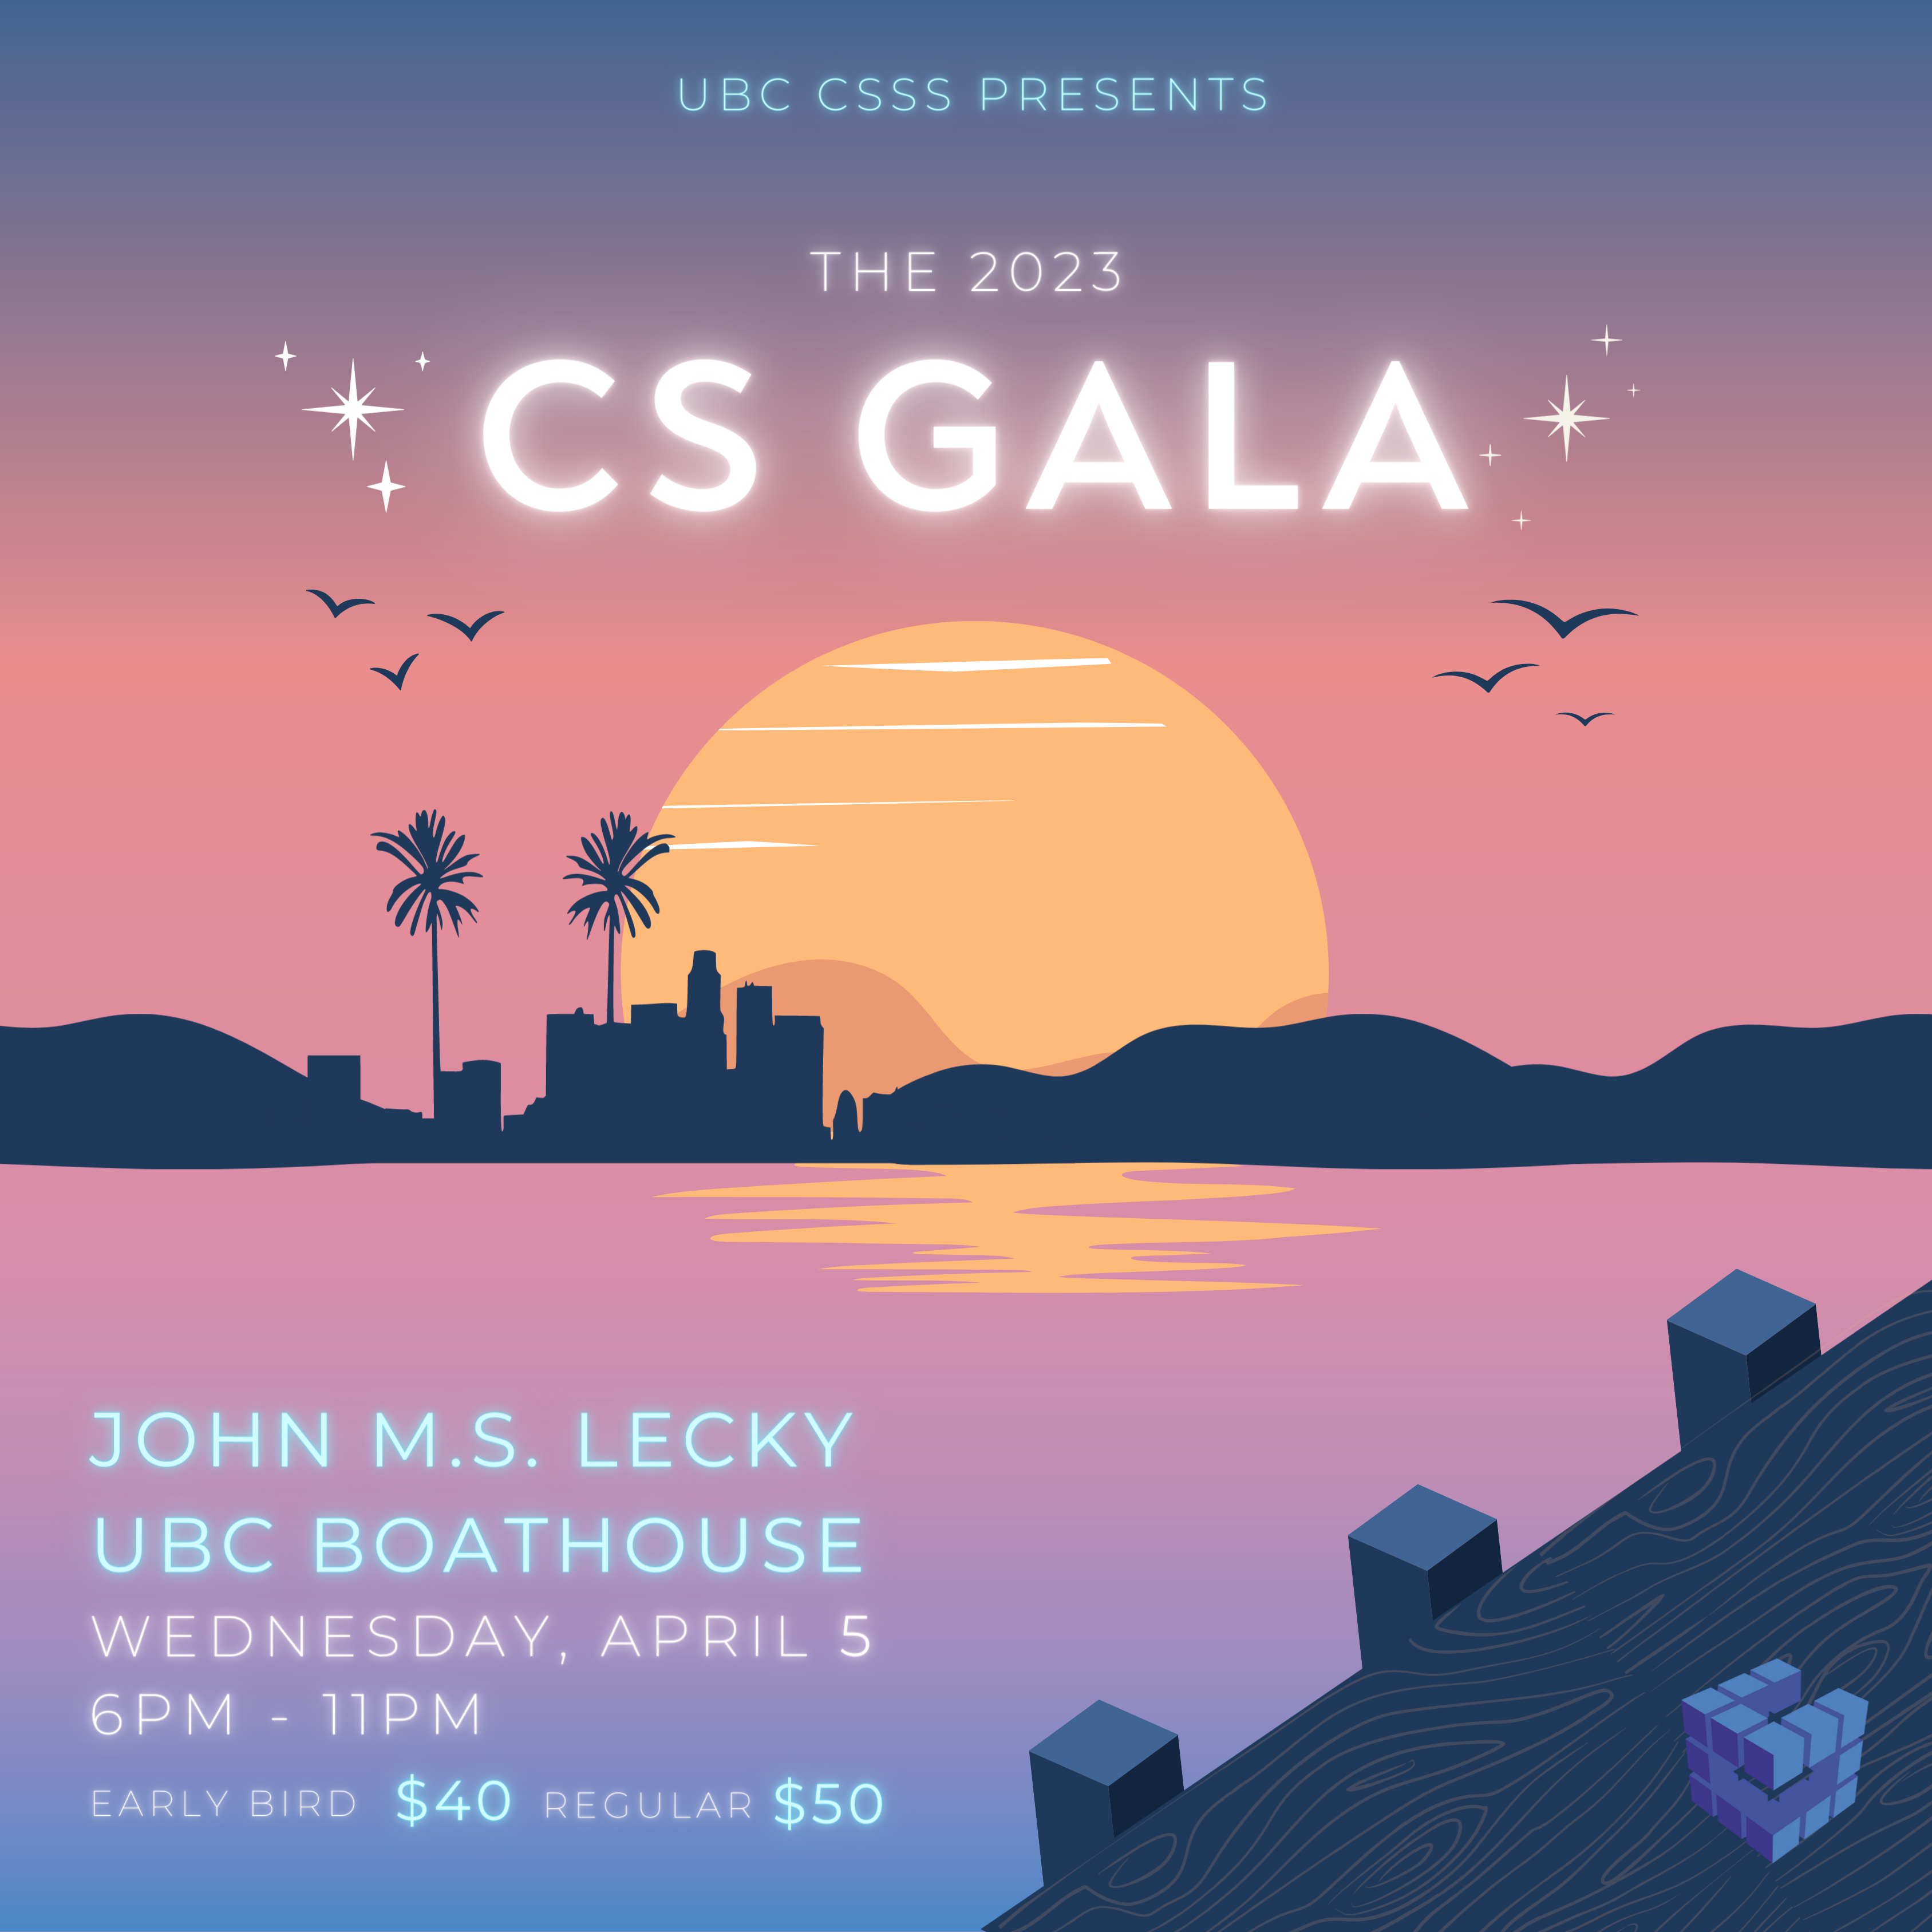 UBC CSSS PRESENTS
THE 2023
CS GALA
JOHN M.S. LECKY
UBC BOATHOUSE
WEDNESDAY, APRIL 5
6PM - 11PM
EARLY BIRD $40 REGULAR $50